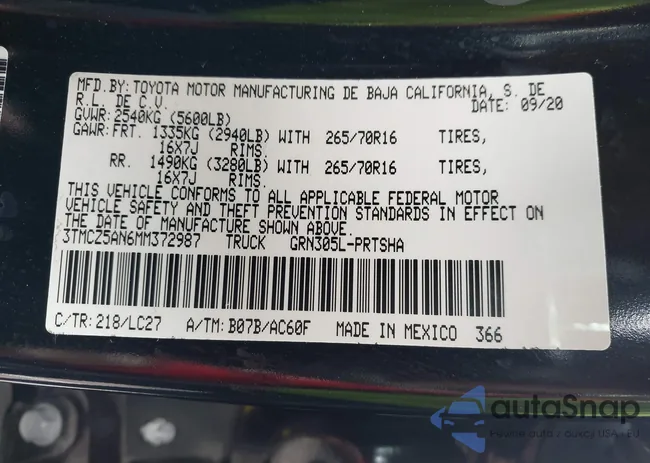 MFD.BY:TOYOTA MOTOR MANUFACTURING DE BAJA CALIFORNIA, S. DE
R.L. DE C.V. DATE: 09/20
GVWR:2540KG (5600LB)
GAWR:FRT. 1335KG (2940LB) WITH 265/70R16 TIRES,
16X7J RIMS.
RR. 1490KG (3280LB) WITH 265/70R16 TIRES,
16X7J RIMS.
THIS VEHICLE CONFORMS TO ALL APPLICABLE FEDERAL MOTOR
VEHICLE SAFETY AND THEFT PREVENTION STANDARDS IN EFFECT ON
THE DATE OF MANUFACTURE SHOWN ABOVE.
3TMCZ5AN6MM372987 TRUCK GRN305L-PRTSHA
C/TR:218/LC27 A/TM:B07B/AC60F MADE IN MEXICO 366
autoSnap